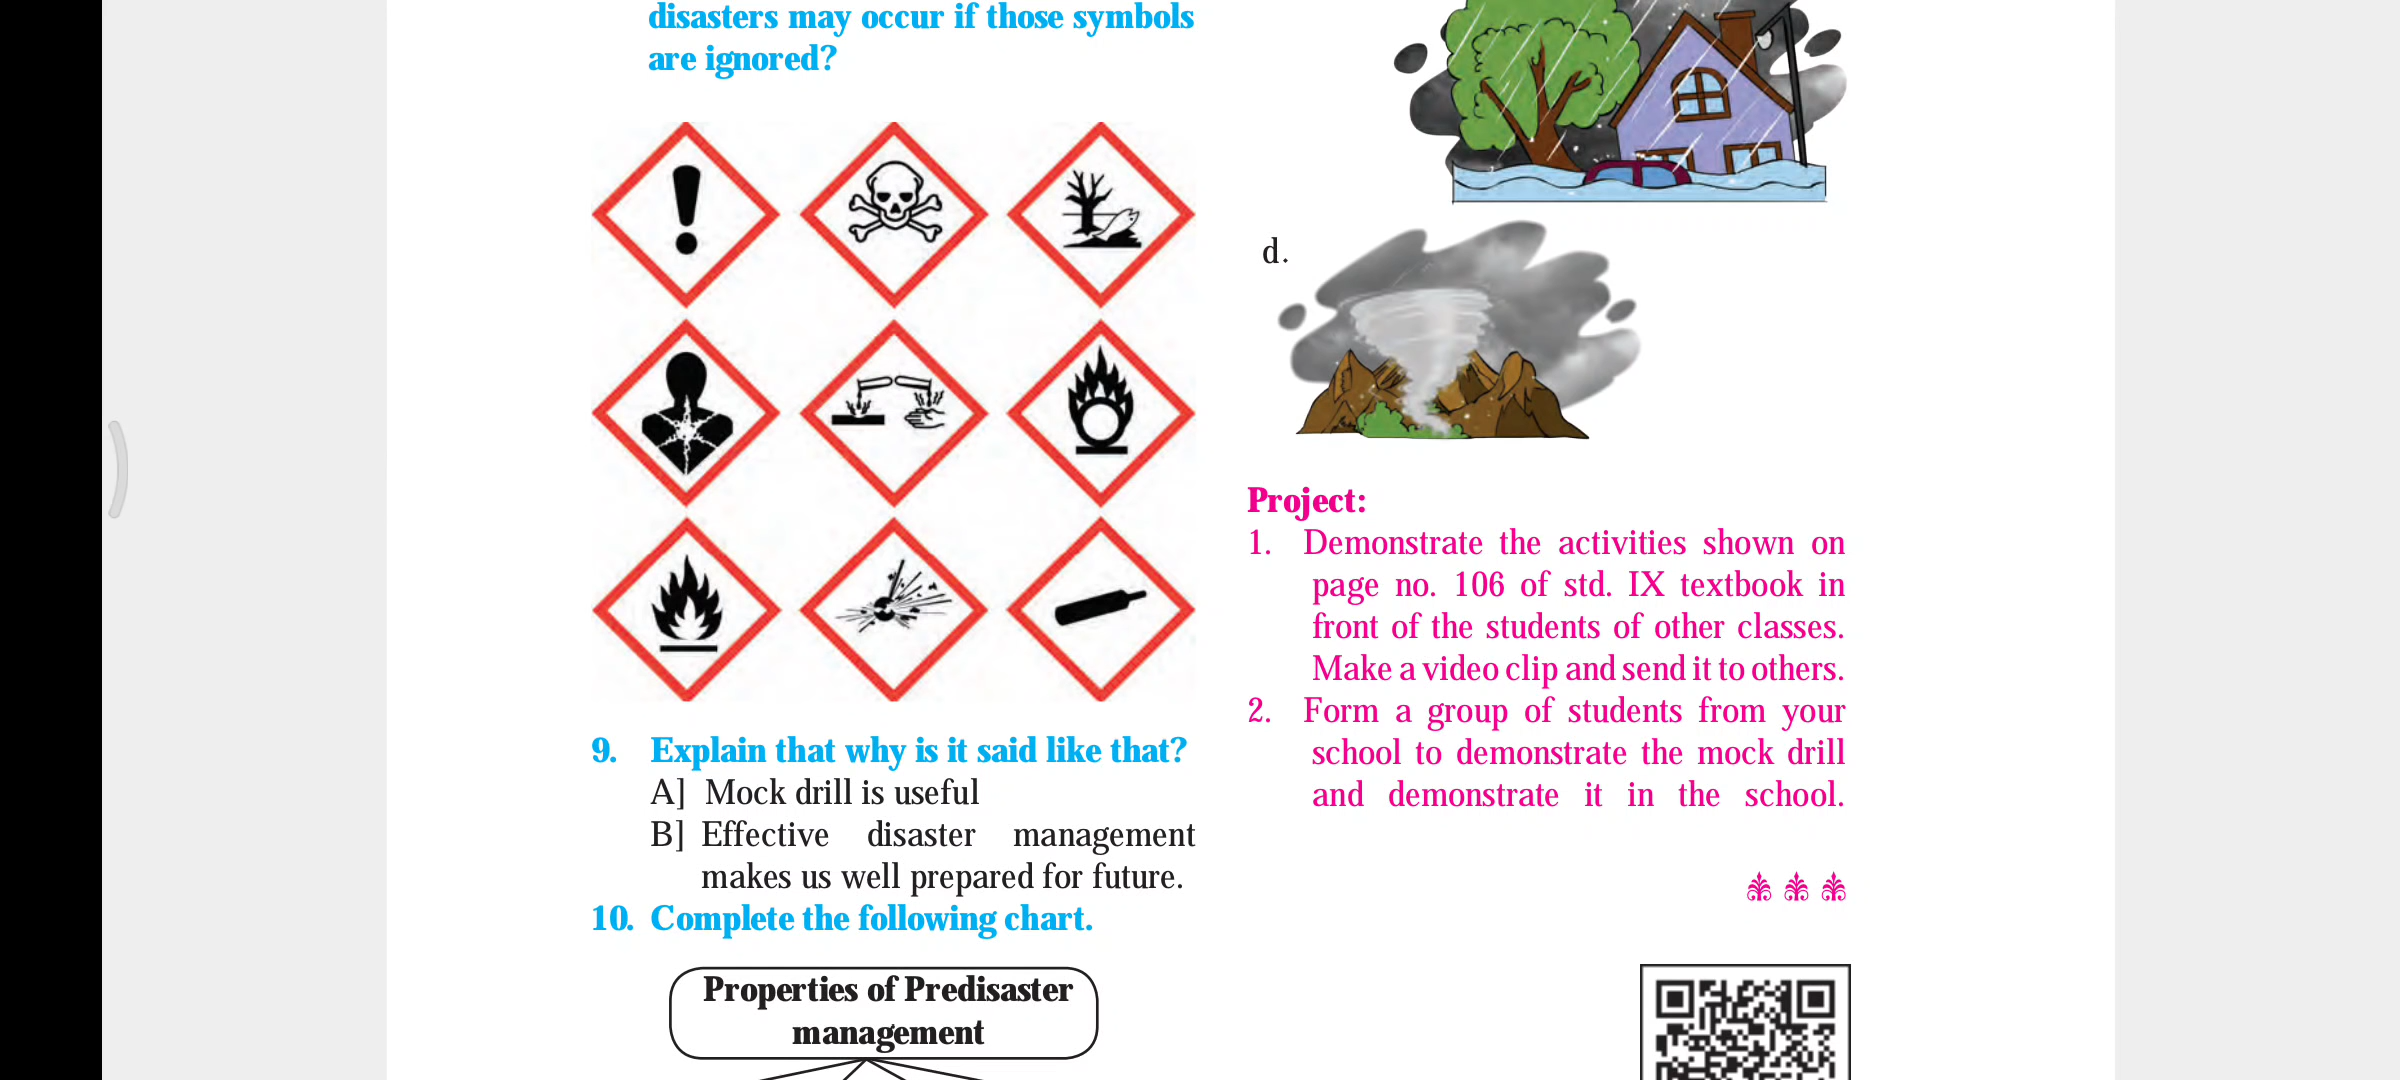 disasters may occur if those symbols
are ignored?
9. Explain that why is it said like that?
A] Mock drill is useful
B] Effective disaster management
makes us well prepared for future.
10. Complete the following chart.
Properties of Predisaster
management
d.
Project:
1. Demonstrate the activities shown on
page no. 106 of std. IX textbook in
front of the students of other classes.
Make a video clip and send it to others.
2. Form a group of students from your
school to demonstrate the mock drill
and demonstrate it in the school.